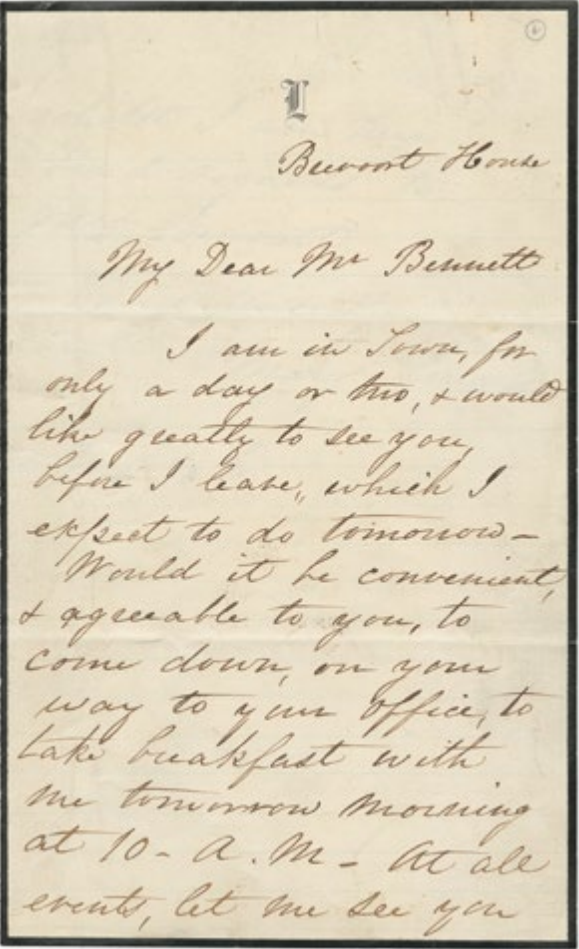 L
Brevoort House
My Dear Mr Bennett
I am in Town, for
only a day or two, & would
like greatly to see you,
before I leave, which I
expect to do tomorrow -
Would it be convenient,
& agreeable to you, to
come down, on your
way to your office, to
take breakfast with
me tomorrow morning
at 10 - A. M - At all
events, let me see you